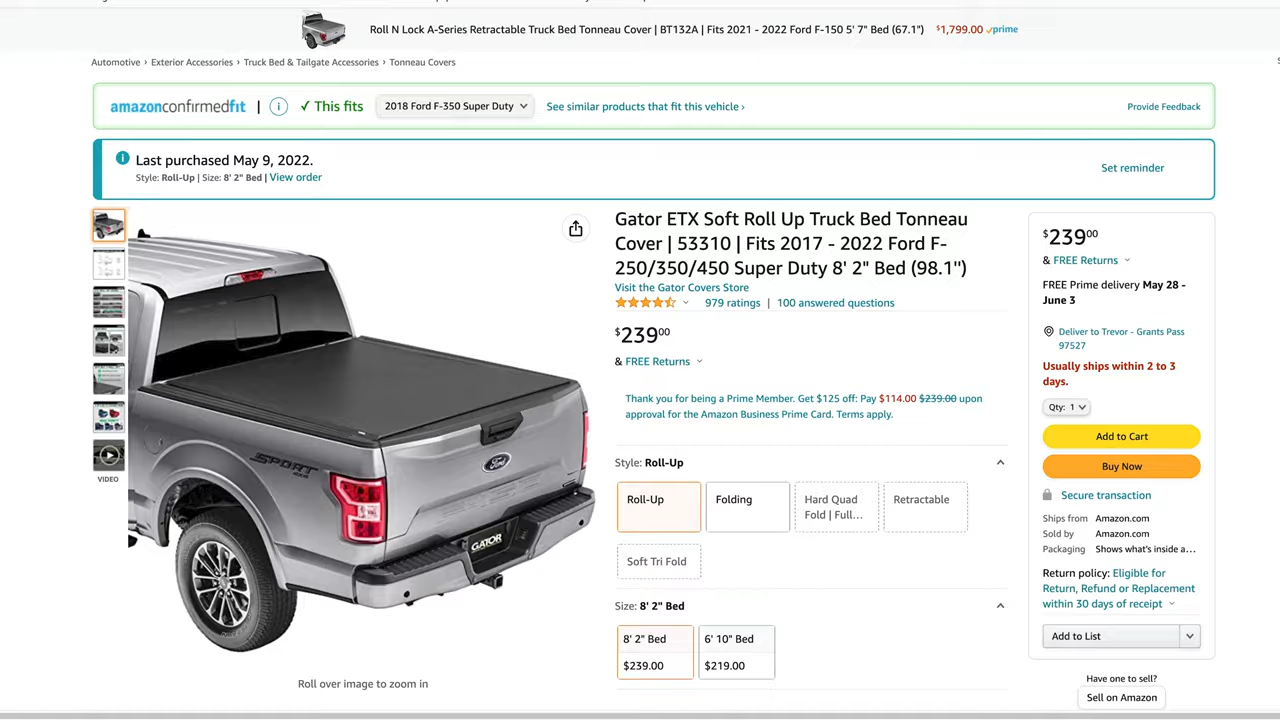 Roll N Lock A-Series Retractable Truck Bed Tonneau Cover | BT132A | Fits 2021 - 2022 Ford F-150 5' 7" Bed (67.1") $1,799.00 prime
Automotive › Exterior Accessories › Truck Bed & Tailgate Accessories › Tonneau Covers
amazonconfirmedfit | i ✓ This fits 2018 Ford F-350 Super Duty See similar products that fit this vehicle › Provide Feedback
Last purchased May 9, 2022.
Style: Roll-Up | Size: 8' 2" Bed | View order
Set reminder
Gator ETX Soft Roll Up Truck Bed Tonneau
Cover | 53310 | Fits 2017 - 2022 Ford F-
250/350/450 Super Duty 8' 2" Bed (98.1'')
Visit the Gator Covers Store
979 ratings | 100 answered questions
$23900
& FREE Returns
Thank you for being a Prime Member. Get $125 off: Pay $114.00 $239.00 upon
approval for the Amazon Business Prime Card. Terms apply.
Style: Roll-Up
Roll-Up
Folding
Hard Quad
Fold | Full...
Retractable
Soft Tri Fold
Size: 8' 2" Bed
8' 2" Bed
$239.00
6' 10" Bed
$219.00
VIDEO
SPORT
Ford
GATOR
Roll over image to zoom in
$23900
& FREE Returns
FREE Prime delivery May 28 -
June 3
Deliver to Trevor - Grants Pass
97527
Usually ships within 2 to 3
days.
Qty: 1
Add to Cart
Buy Now
Secure transaction
Ships from Amazon.com
Sold by Amazon.com
Packaging Shows what's inside a...
Return policy: Eligible for
Return, Refund or Replacement
within 30 days of receipt
Add to List
Have one to sell?
Sell on Amazon